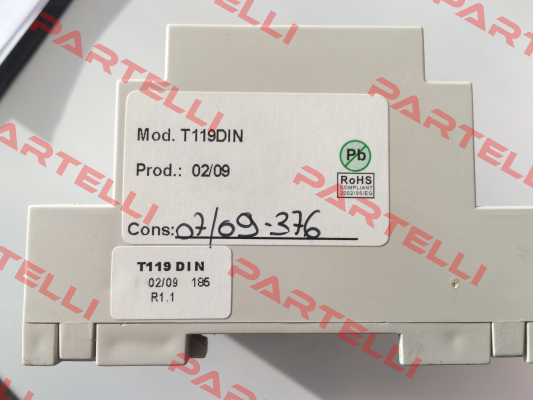 PARTELLI
Mod. T119DIN
Prod.: 02/09
Pb
RoHS
COMPLIANT
2002/95/EG
Cons: 07/09-376
T119 DIN
02/09 185
R1.1
PARTELLI
PARTELLI
PARTELLI
PARTELLI